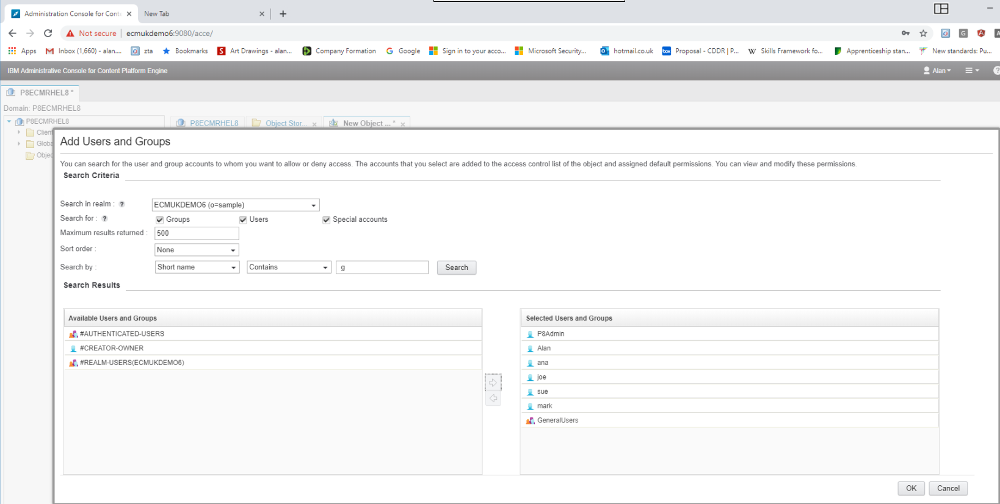 Administration Console for Conte
New Tab
Not secure
ecmukdemo6:9080/acce/
Apps
Inbox (1,660) - alan....
zta
Bookmarks
Art Drawings - alan...
Company Formation
Google
Sign in to your acco...
Microsoft Security...
hotmail.co.uk
Proposal - CDDR | P...
Skills Framework fo...
Apprenticeship stan...
New standards: Pu...
IBM Administrative Console for Content Platform Engine
Alan
P8ECMRHEL8 *
Domain: P8ECMRHEL8
P8ECMRHEL8
P8ECMRHEL8
Object Stor...
New Object ... *
Client
Globa
Objec
Add Users and Groups
You can search for the user and group accounts to whom you want to allow or deny access. The accounts that you select are added to the access control list of the object and assigned default permissions. You can view and modify these permissions.
Search Criteria
Search in realm : ?
ECMUKDEMO6 (o=sample)
Search for : ?
Groups
Users
Special accounts
Maximum results returned :
500
Sort order :
None
Search by :
Short name
Contains
g
Search
Search Results
Available Users and Groups
#AUTHENTICATED-USERS
#CREATOR-OWNER
#REALM-USERS(ECMUKDEMO6)
Selected Users and Groups
P8Admin
Alan
ana
joe
sue
mark
GeneralUsers
OK
Cancel